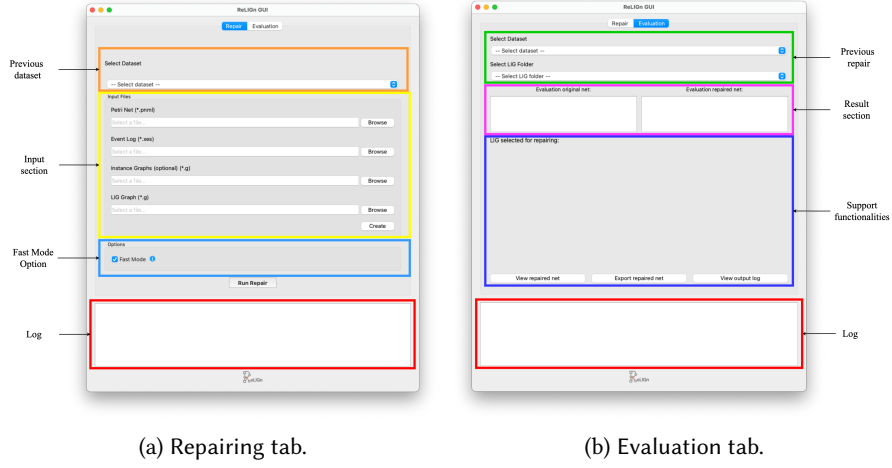 ReLIGn GUI
Repair Evaluation
Previous
dataset
Select Dataset
-- Select dataset --
Input
section
Input Files
Petri Net (*.pnml)
Select a file... Browse
Event Log (*.xes)
Select a file... Browse
Instance Graphs (optional) (*.g)
Select a file... Browse
LIG Graph (*.g)
Select a file... Browse
Create
Fast Mode
Option
Options
Fast Mode
Run Repair
Log
ReLIGn
(a) Repairing tab.
ReLIGn GUI
Repair Evaluation
Select Dataset
-- Select dataset --
Select LIG Folder
-- Select LIG folder --
Previous
repair
Evaluation original net: Evaluation repaired net:
Result
section
LIG selected for repairing:
Support
functionalities
View repaired net Export repaired net View output log
Log
ReLIGn
(b) Evaluation tab.